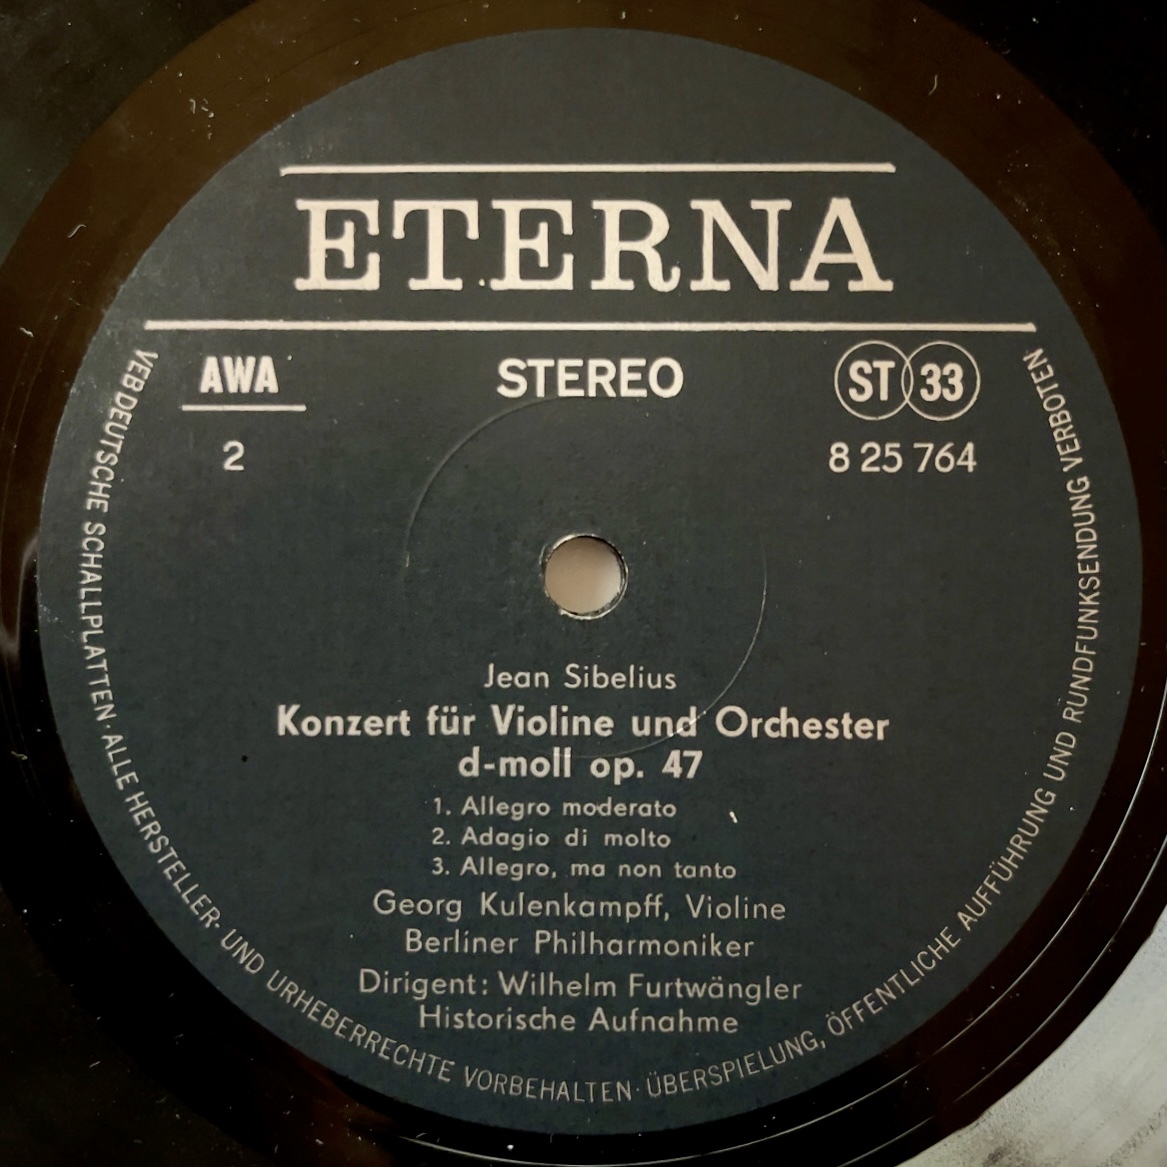 ETERNA
AWA
STEREO
ST 33
2
8 25 764
Jean Sibelius
Konzert für Violine und Orchester
d-moll op. 47
1. Allegro moderato
2. Adagio di molto
3. Allegro, ma non tanto
Georg Kulenkampff, Violine
Berliner Philharmoniker
Dirigent: Wilhelm Furtwängler
Historische Aufnahme
VEB DEUTSCHE SCHALLPLATTEN · ALLE HERSTELLER- UND URHEBERRECHTE VORBEHALTEN · ÜBERSPIELUNG, ÖFFENTLICHE AUFFÜHRUNG UND RUNDFUNKSENDUNG VERBOTEN